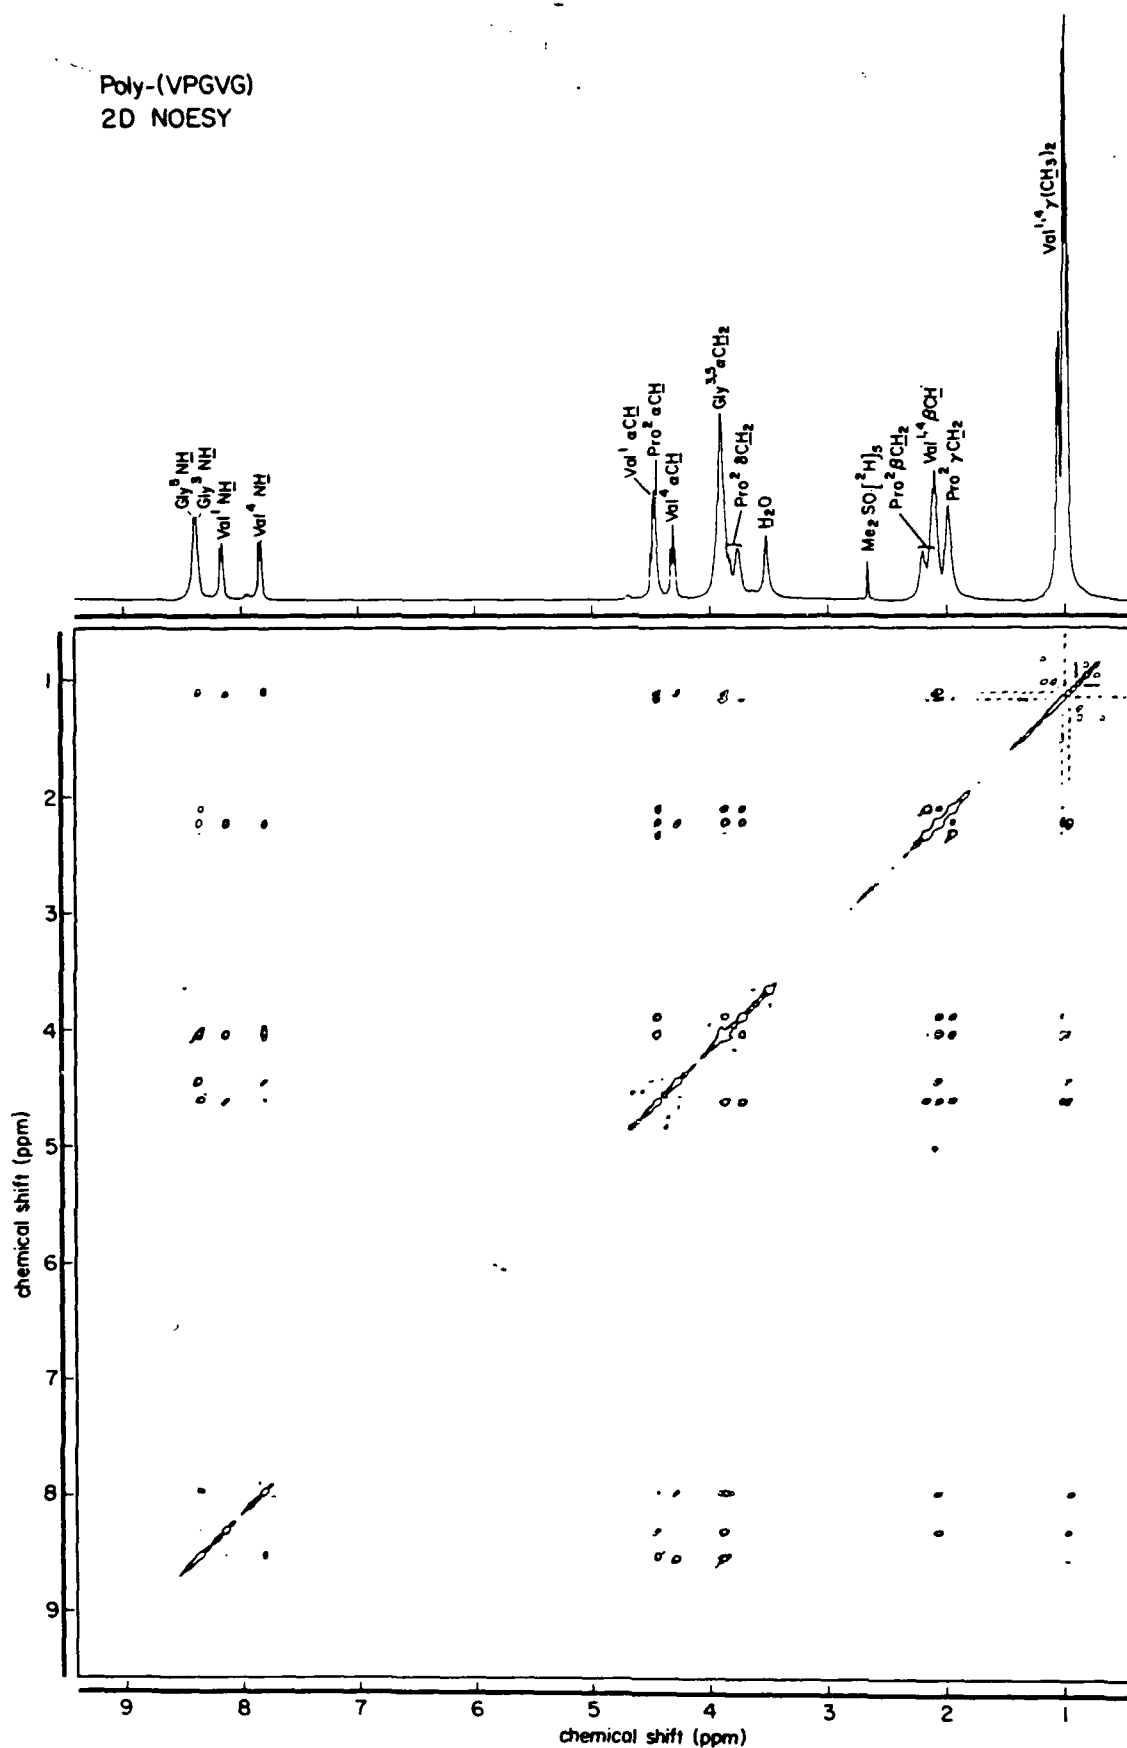 Poly-(VPGVG)
2D NOESY
Gly⁵ NH
Gly³ NH
Val¹ NH
Val⁴ NH
Val¹ αCH
Pro² αCH
Val⁴ αCH
Gly³,⁵ αCH₂
Pro² δCH₂
H₂O
Me₂SO[²H]₅
Pro² βCH₂
Val¹,⁴ βCH
Pro² γCH₂
Val¹,⁴ γ(CH₃)₂
1
2
3
4
5
6
7
8
9
chemical shift (ppm)
9 8 7 6 5 4 3 2 1
chemical shift (ppm)